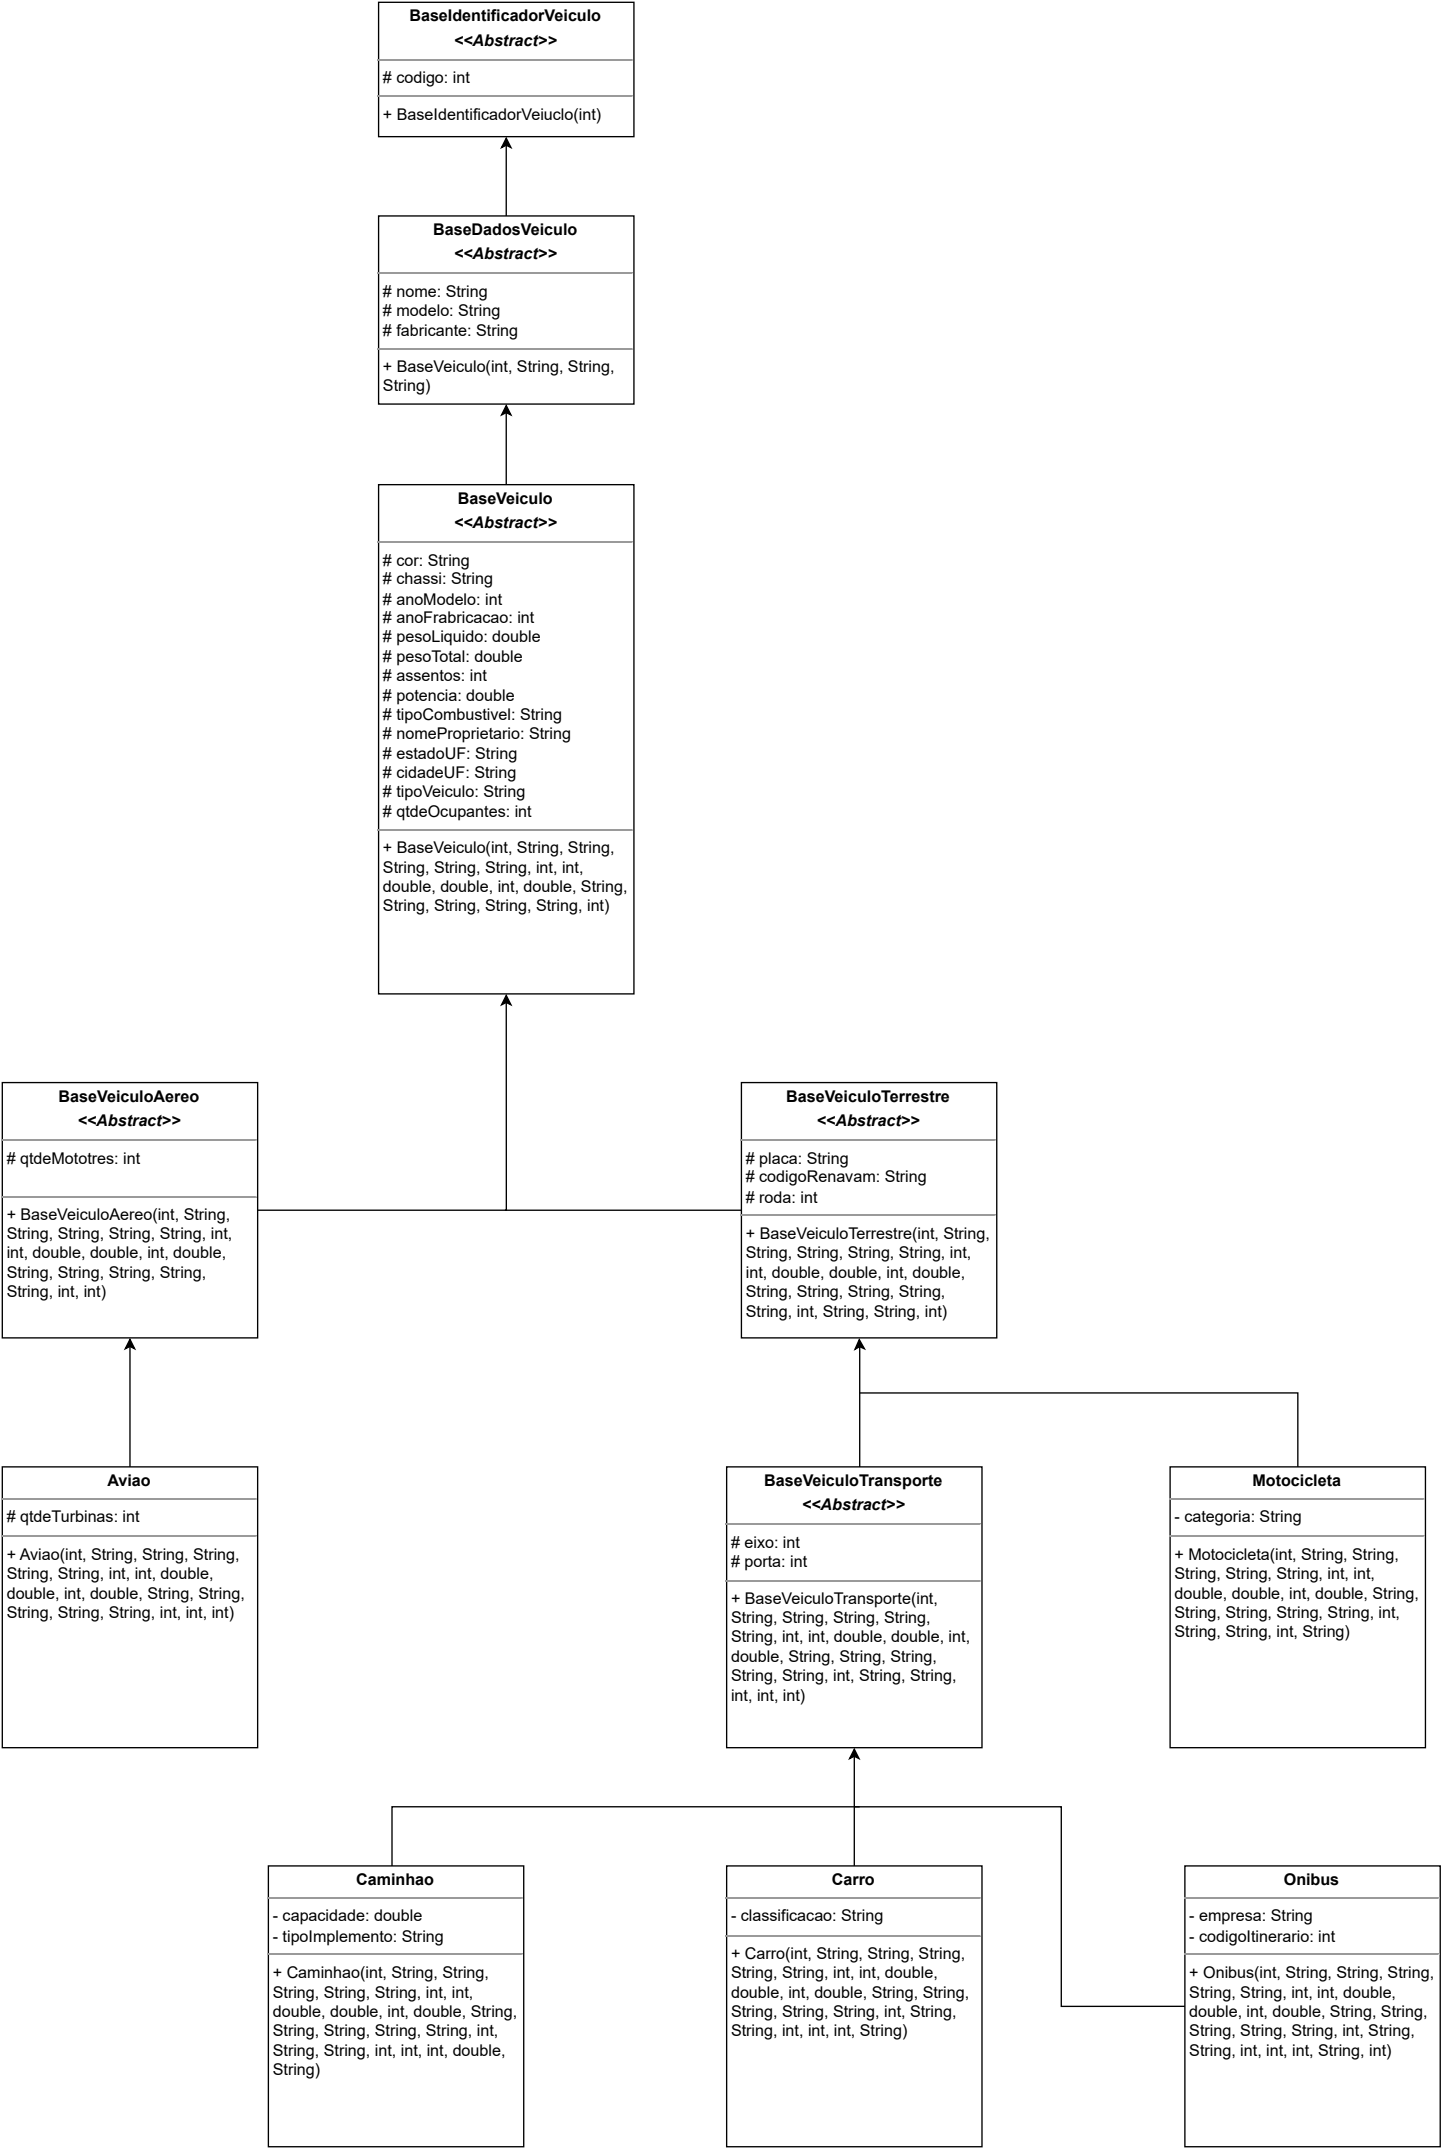 BaseIdentificadorVeiculo
<<Abstract>>
# codigo: int
+ BaseIdentificadorVeiuclo(int)
BaseDadosVeiculo
<<Abstract>>
# nome: String
# modelo: String
# fabricante: String
+ BaseVeiculo(int, String, String,
String)
BaseVeiculo
<<Abstract>>
# cor: String
# chassi: String
# anoModelo: int
# anoFrabricacao: int
# pesoLiquido: double
# pesoTotal: double
# assentos: int
# potencia: double
# tipoCombustivel: String
# nomeProprietario: String
# estadoUF: String
# cidadeUF: String
# tipoVeiculo: String
# qtdeOcupantes: int
+ BaseVeiculo(int, String, String,
String, String, String, int, int,
double, double, int, double, String,
String, String, String, String, int)
BaseVeiculoAereo
<<Abstract>>
# qtdeMototres: int
+ BaseVeiculoAereo(int, String,
String, String, String, String, int,
int, double, double, int, double,
String, String, String, String,
String, int, int)
BaseVeiculoTerrestre
<<Abstract>>
# placa: String
# codigoRenavam: String
# roda: int
+ BaseVeiculoTerrestre(int, String,
String, String, String, String, int,
int, double, double, int, double,
String, String, String, String,
String, int, String, String, int)
Aviao
# qtdeTurbinas: int
+ Aviao(int, String, String, String,
String, String, int, int, double,
double, int, double, String, String,
String, String, String, int, int, int)
BaseVeiculoTransporte
<<Abstract>>
# eixo: int
# porta: int
+ BaseVeiculoTransporte(int,
String, String, String, String,
String, int, int, double, double, int,
double, String, String, String,
String, String, int, String, String,
int, int, int)
Motocicleta
- categoria: String
+ Motocicleta(int, String, String,
String, String, String, int, int,
double, double, int, double, String,
String, String, String, String, int,
String, String, int, String)
Caminhao
- capacidade: double
- tipoImplemento: String
+ Caminhao(int, String, String,
String, String, String, int, int,
double, double, int, double, String,
String, String, String, String, int,
String, String, int, int, int, double,
String)
Carro
- classificacao: String
+ Carro(int, String, String, String,
String, String, int, int, double,
double, int, double, String, String,
String, String, String, int, String,
String, int, int, int, String)
Onibus
- empresa: String
- codigoItinerario: int
+ Onibus(int, String, String, String,
String, String, int, int, double,
double, int, double, String, String,
String, String, String, int, String,
String, int, int, int, String, int)